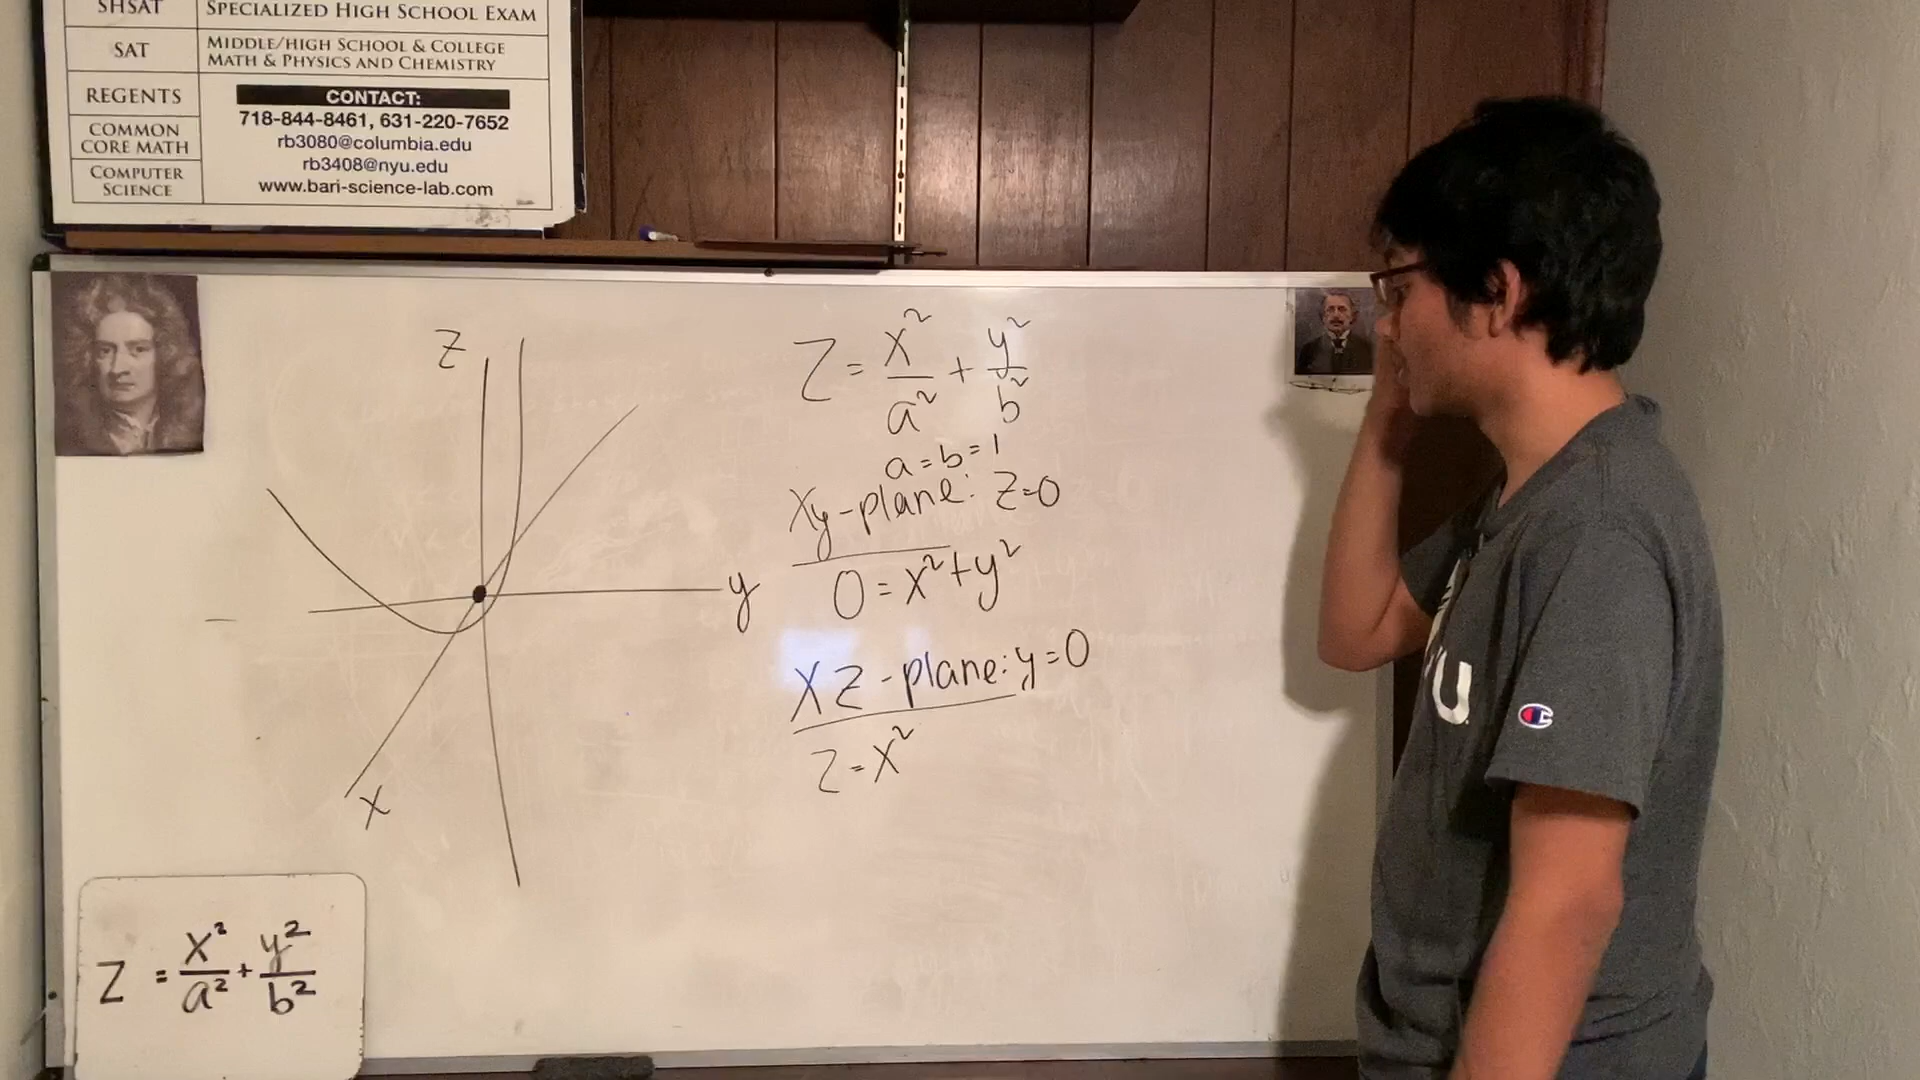 SHSAT SPECIALIZED HIGH SCHOOL EXAM
SAT MIDDLE/HIGH SCHOOL & COLLEGE
MATH & PHYSICS AND CHEMISTRY
REGENTS
COMMON
CORE MATH
COMPUTER
SCIENCE
CONTACT:
718-844-8461, 631-220-7652
rb3080@columbia.edu
rb3408@nyu.edu
www.bari-science-lab.com
z
y
x
z = x²/a² + y²/b²
a=b=1
xy-plane: z=0
0=x²+y²
xz-plane: y=0
z=x²
z = x²/a² + y²/b²
U